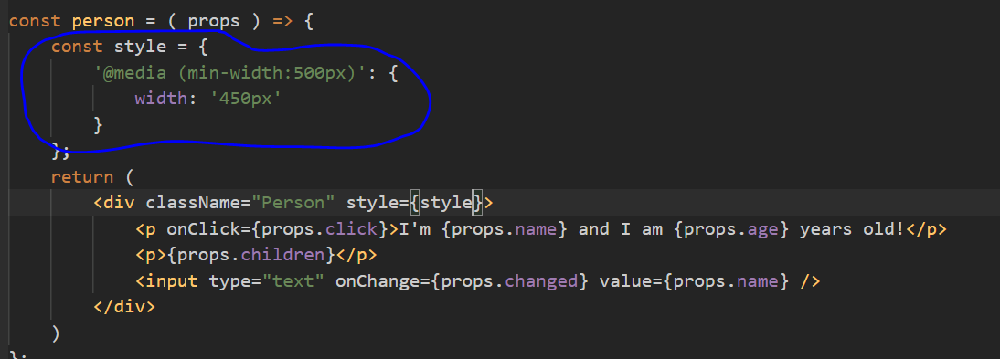 const person = ( props ) => {
    const style = {
        '@media (min-width:500px)': {
            width: '450px'
        }
    };
    return (
        <div className="Person" style={style}>
            <p onClick={props.click}>I'm {props.name} and I am {props.age} years old!</p>
            <p>{props.children}</p>
            <input type="text" onChange={props.changed} value={props.name} />
        </div>
    )
};